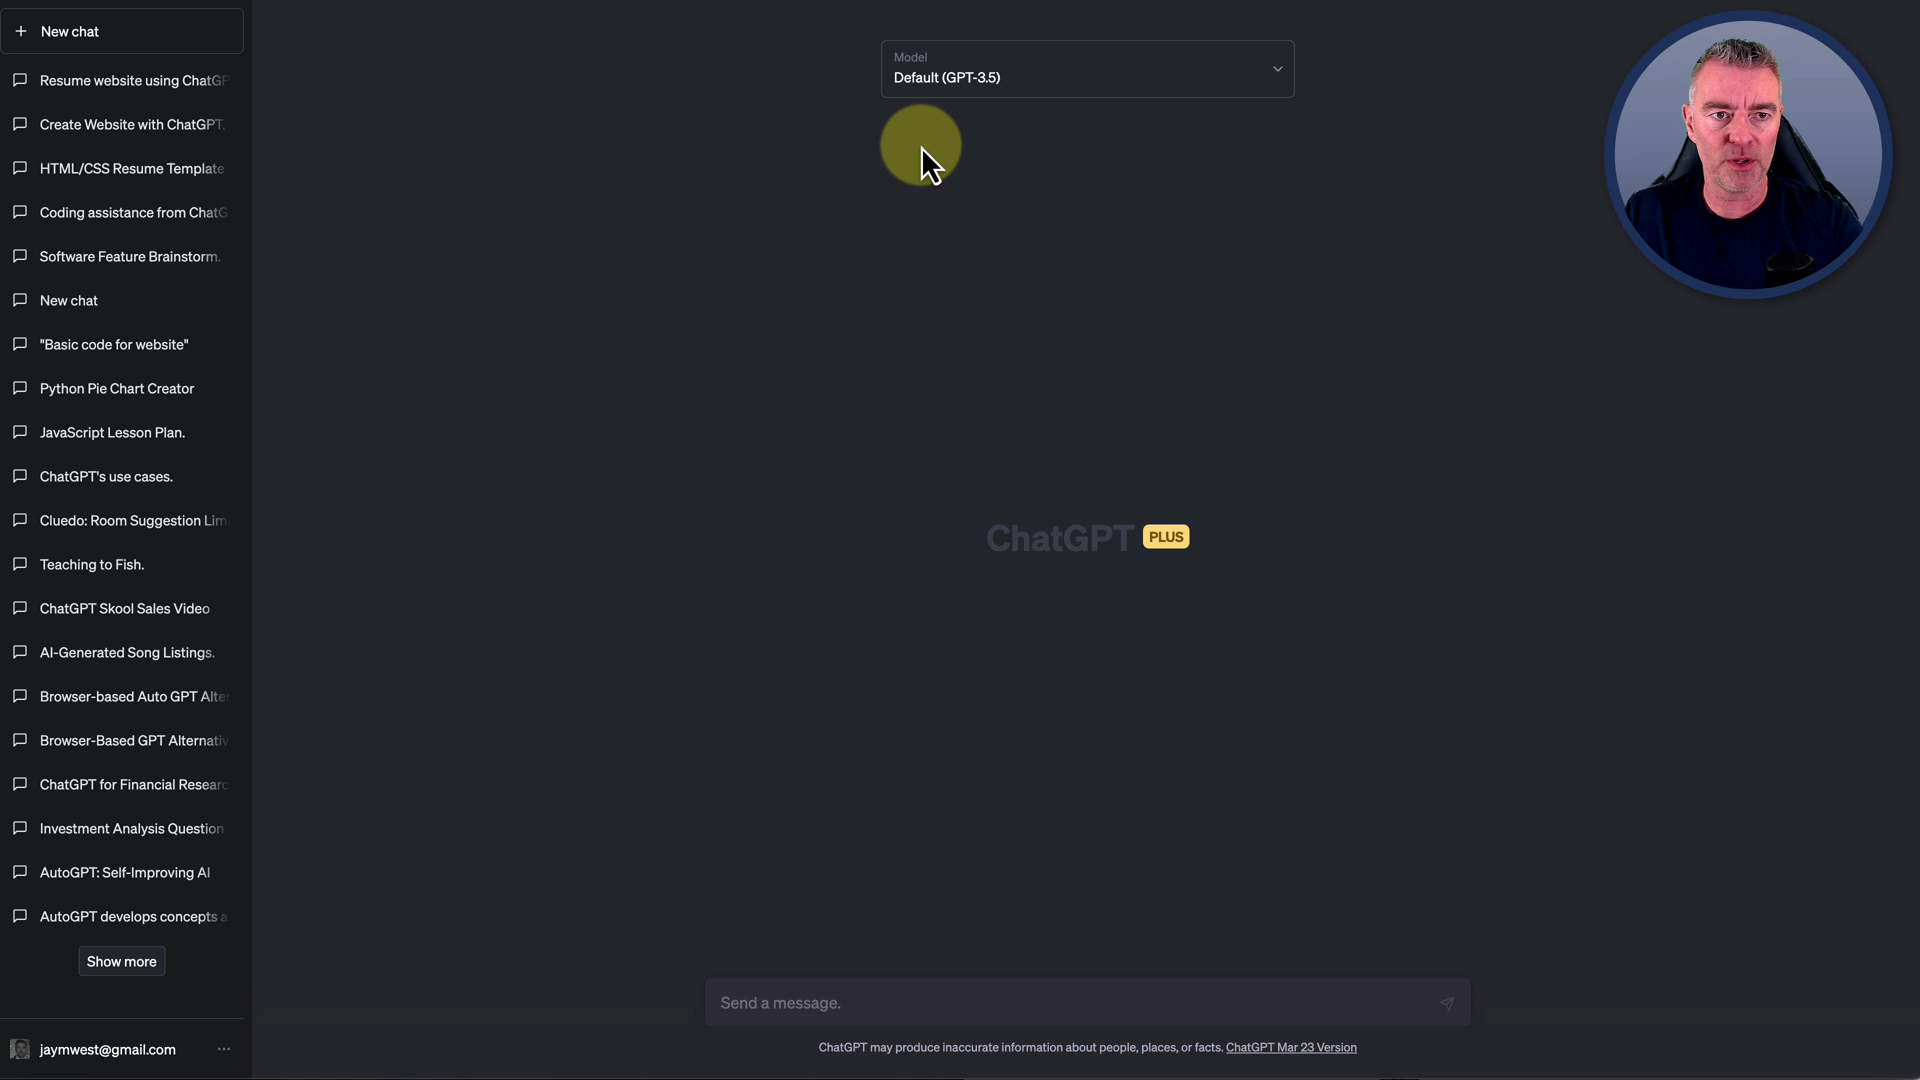 New chat
Resume website using ChatGP
Create Website with ChatGPT.
HTML/CSS Resume Template
Coding assistance from ChatG
Software Feature Brainstorm.
New chat
"Basic code for website"
Python Pie Chart Creator
JavaScript Lesson Plan.
ChatGPT's use cases.
Cluedo: Room Suggestion Lim
Teaching to Fish.
ChatGPT Skool Sales Video
AI-Generated Song Listings.
Browser-based Auto GPT Alter
Browser-Based GPT Alternativ
ChatGPT for Financial Researc
Investment Analysis Question
AutoGPT: Self-Improving AI
AutoGPT develops concepts a
Show more
jaymwest@gmail.com
Model
Default (GPT-3.5)
ChatGPT PLUS
Send a message.
ChatGPT may produce inaccurate information about people, places, or facts. ChatGPT Mar 23 Version